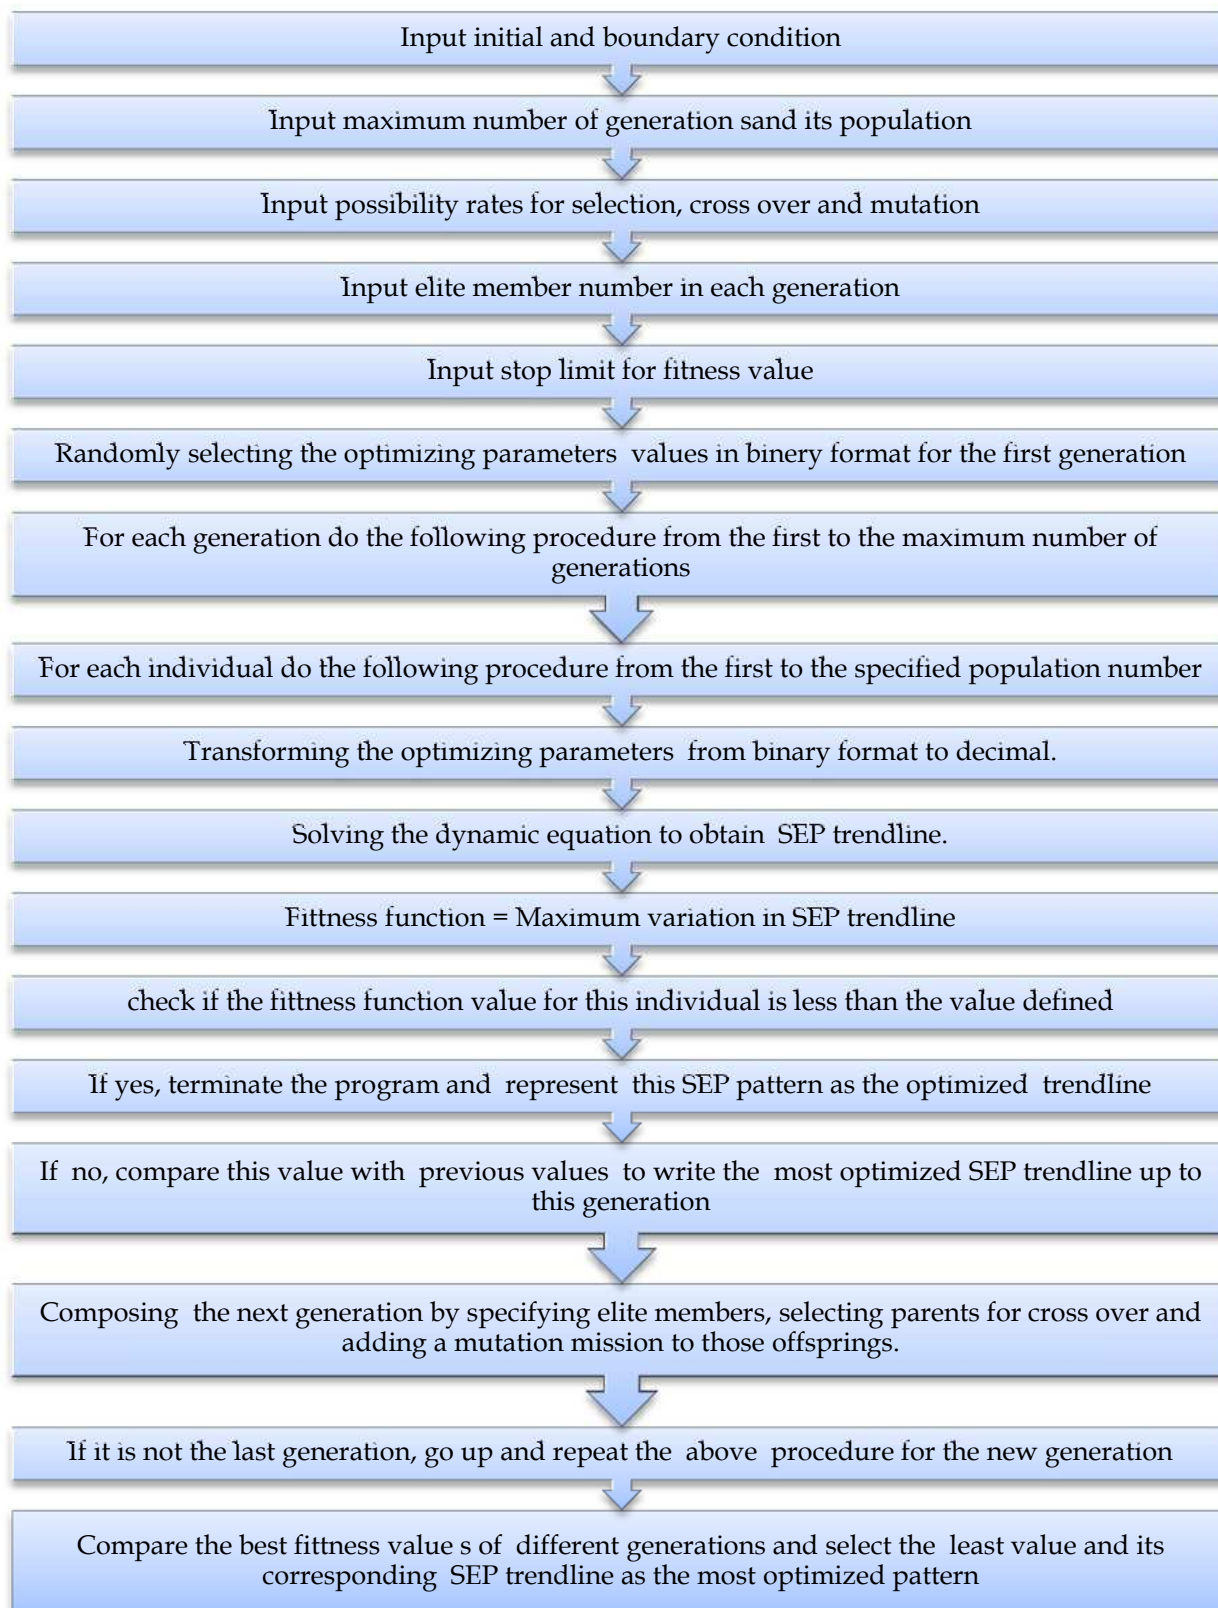 Input initial and boundary condition
Input maximum number of generation sand its population
Input possibility rates for selection, cross over and mutation
Input elite member number in each generation
Input stop limit for fitness value
Randomly selecting the optimizing parameters values in binery format for the first generation
For each generation do the following procedure from the first to the maximum number of
generations
For each individual do the following procedure from the first to the specified population number
Transforming the optimizing parameters from binary format to decimal.
Solving the dynamic equation to obtain SEP trendline.
Fittness function = Maximum variation in SEP trendline
check if the fittness function value for this individual is less than the value defined
If yes, terminate the program and represent this SEP pattern as the optimized trendline
If no, compare this value with previous values to write the most optimized SEP trendline up to
this generation
Composing the next generation by specifying elite members, selecting parents for cross over and
adding a mutation mission to those offsprings.
If it is not the last generation, go up and repeat the above procedure for the new generation
Compare the best fittness value s of different generations and select the least value and its
corresponding SEP trendline as the most optimized pattern